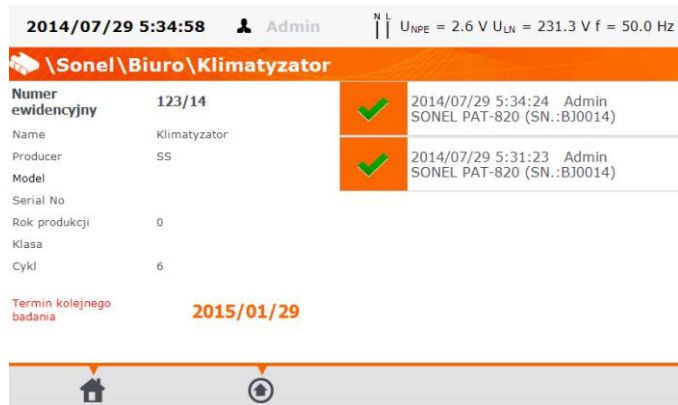 2014/07/29 5:34:58 Admin N L UNPE = 2.6 V ULN = 231.3 V f = 50.0 Hz
\Sonel\Biuro\Klimatyzator
Numer
ewidencyjny 123/14
Name Klimatyzator
Producer SS
Model
Serial No
Rok produkcji 0
Klasa
Cykl 6
Termin kolejnego
badania 2015/01/29
2014/07/29 5:34:24 Admin
SONEL PAT-820 (SN.:BJ0014)
2014/07/29 5:31:23 Admin
SONEL PAT-820 (SN.:BJ0014)